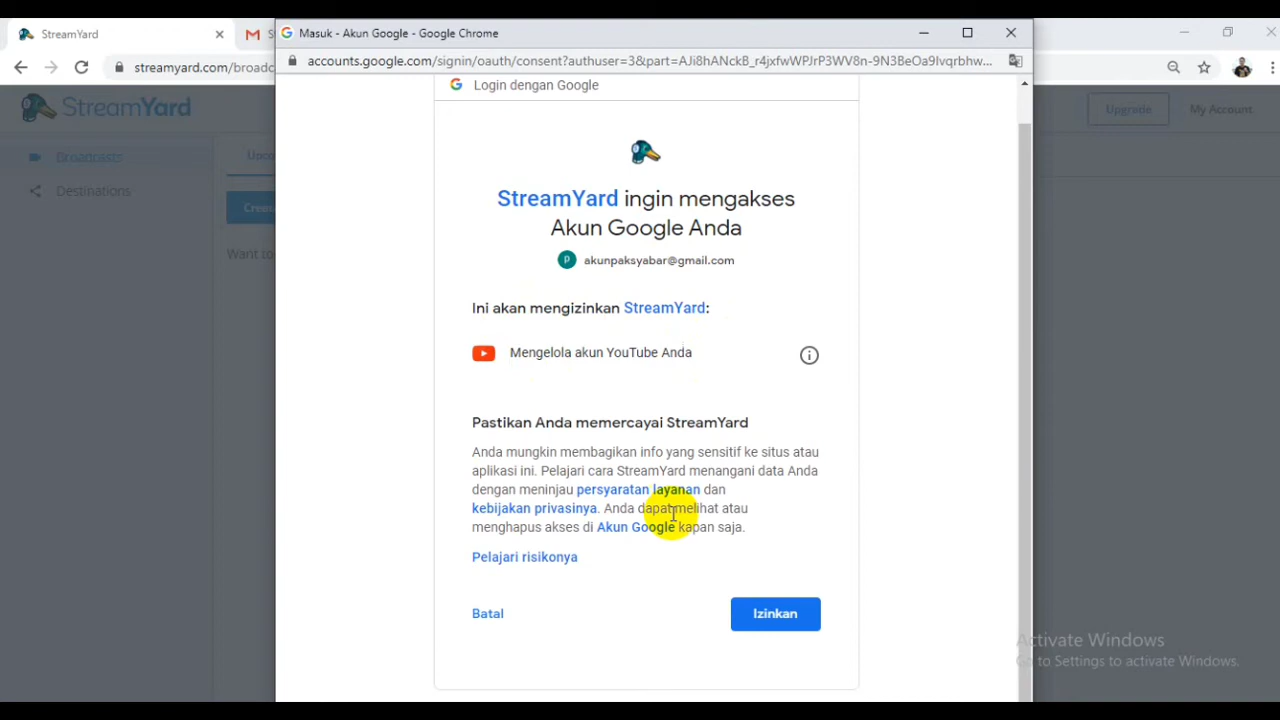 StreamYard
Masuk - Akun Google - Google Chrome
streamyard.com/broadc
accounts.google.com/signin/oauth/consent?authuser=3&part=AJi8hANckB_r4jxfwWPJrP3WV8n-9N3BeOa9Ivqrbhw...
StreamYard
Upgrade
My Account
Broadcasts
Destinations
Want to
Login dengan Google
StreamYard ingin mengakses
Akun Google Anda
P
akunpaksyabar@gmail.com
Ini akan mengizinkan StreamYard:
Mengelola akun YouTube Anda
Pastikan Anda memercayai StreamYard
Anda mungkin membagikan info yang sensitif ke situs atau
aplikasi ini. Pelajari cara StreamYard menangani data Anda
dengan meninjau persyaratan layanan dan
kebijakan privasinya. Anda dapat melihat atau
menghapus akses di Akun Google kapan saja.
Pelajari risikonya
Batal
Izinkan
Activate Windows
Go to Settings to activate Windows.